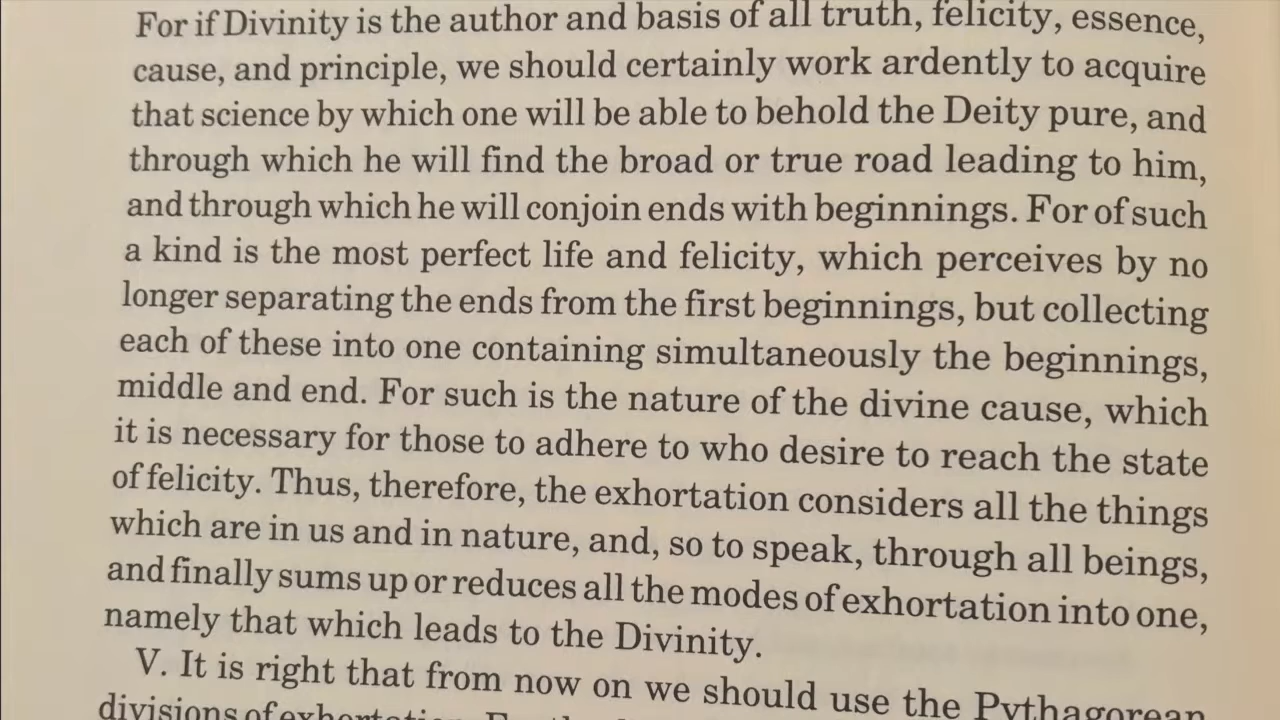 For if Divinity is the author and basis of all truth, felicity, essence,
cause, and principle, we should certainly work ardently to acquire
that science by which one will be able to behold the Deity pure, and
through which he will find the broad or true road leading to him,
and through which he will conjoin ends with beginnings. For of such
a kind is the most perfect life and felicity, which perceives by no
longer separating the ends from the first beginnings, but collecting
each of these into one containing simultaneously the beginnings,
middle and end. For such is the nature of the divine cause, which
it is necessary for those to adhere to who desire to reach the state
of felicity. Thus, therefore, the exhortation considers all the things
which are in us and in nature, and, so to speak, through all beings,
and finally sums up or reduces all the modes of exhortation into one,
namely that which leads to the Divinity.
V. It is right that from now on we should use the Pythagorean
divisions of exhortation.